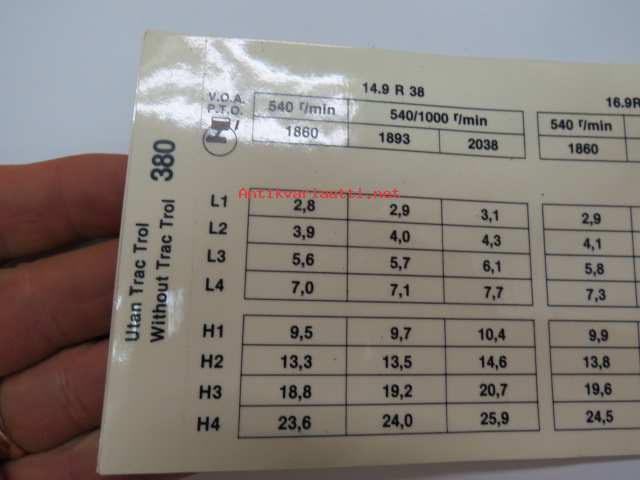 14.9 R 38
16.9R
V.O.A.
P.T.O.
540 r/min 540/1000 r/min 540 r/min
1860 1893 2038 1860
Antikvariaatti.net
L1 2,8 2,9 3,1 2,9
L2 3,9 4,0 4,3 4,1
L3 5,6 5,7 6,1 5,8
L4 7,0 7,1 7,7 7,3
H1 9,5 9,7 10,4 9,9
H2 13,3 13,5 14,6 13,8
H3 18,8 19,2 20,7 19,6
H4 23,6 24,0 25,9 24,5
Utan Trac Trol
Without Trac Trol
380